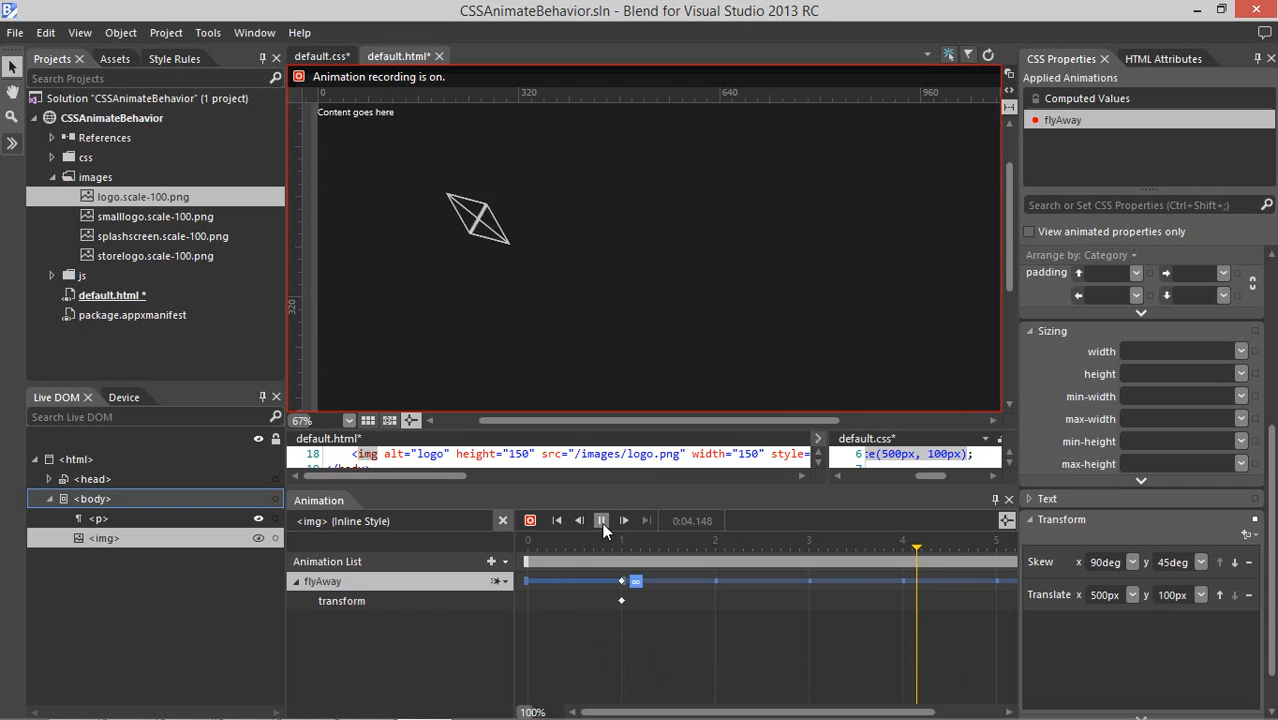 CSSAnimateBehavior.sln - Blend for Visual Studio 2013 RC
File Edit View Object Project Tools Window Help
Projects Assets Style Rules
Search Projects
Solution "CSSAnimateBehavior" (1 project)
CSSAnimateBehavior
References
css
images
logo.scale-100.png
smalllogo.scale-100.png
splashscreen.scale-100.png
storelogo.scale-100.png
js
default.html *
package.appxmanifest
Live DOM Device
Search Live DOM
<html>
<head>
<body>
<p>
<img>
default.css* default.html*
Animation recording is on.
0 320 640 960
320
Content goes here
67%
default.html*
18 <img alt="logo" height="150" src="/images/logo.png" width="150" style=
</body>
default.css*
6 te(500px, 100px);
Animation
<img> (Inline Style)
0:04.148
0 1 2 3 4 5
Animation List
flyAway
∞
transform
100%
CSS Properties HTML Attributes
Applied Animations
Computed Values
flyAway
Search or Set CSS Properties (Ctrl+Shift+;)
View animated properties only
Arrange by: Category
padding
Sizing
width
height
min-width
max-width
min-height
max-height
Text
Transform
Skew x 90deg y 45deg
Translate x 500px y 100px